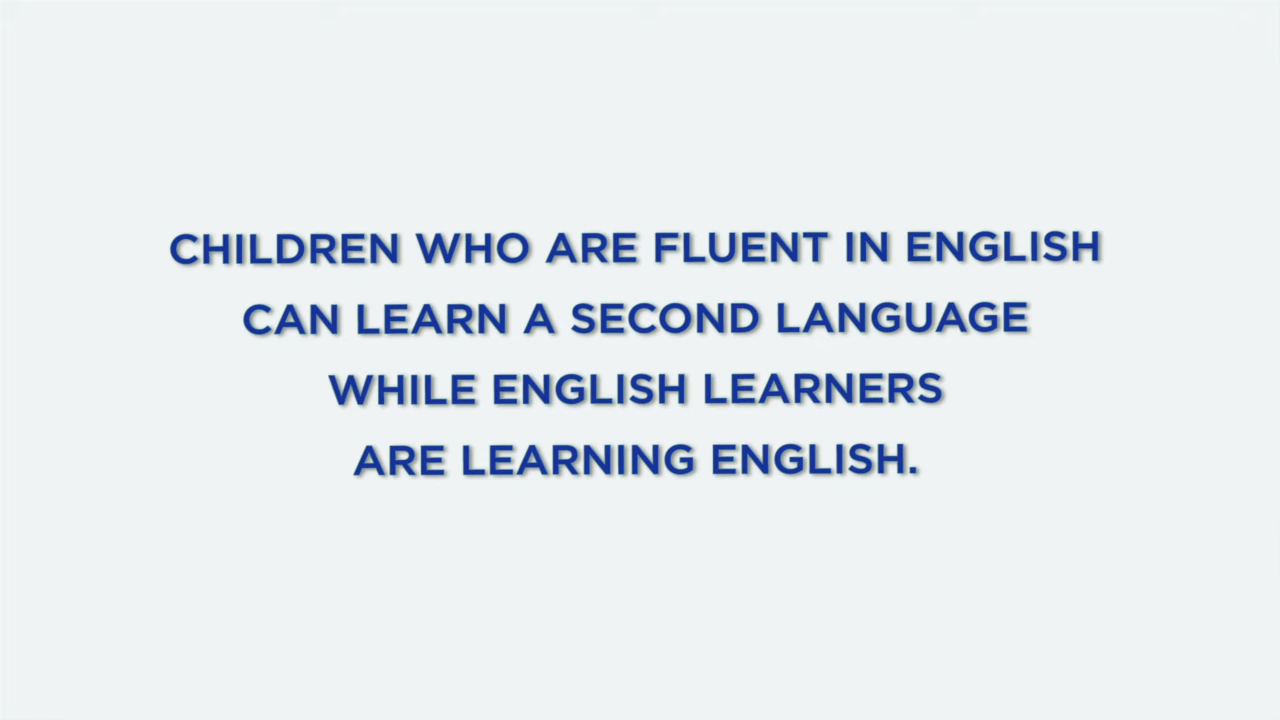 CHILDREN WHO ARE FLUENT IN ENGLISH
CAN LEARN A SECOND LANGUAGE
WHILE ENGLISH LEARNERS
ARE LEARNING ENGLISH.